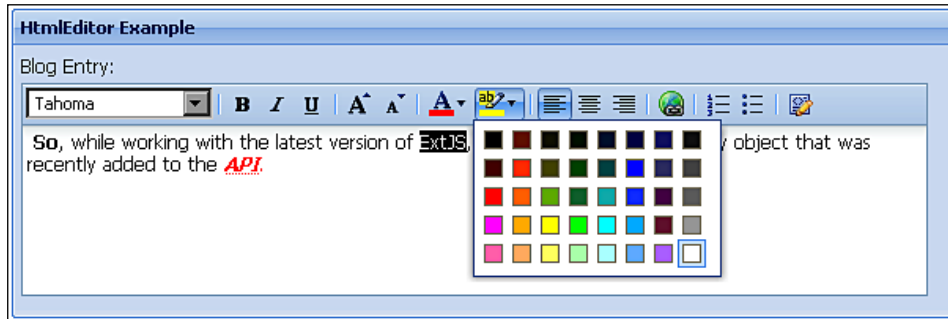 HtmlEditor Example
Blog Entry:
Tahoma B I U A A A ab
So, while working with the latest version of ExtJS, y object that was
recently added to the API.